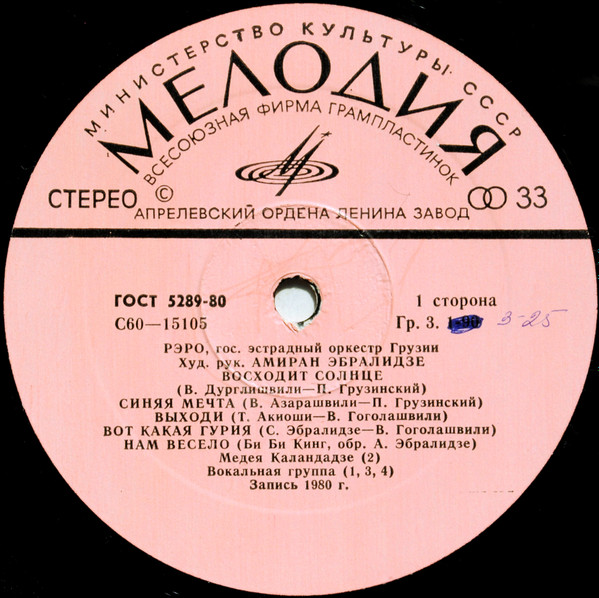 МИНИСТЕРСТВО КУЛЬТУРЫ СССР
МЕЛОДИЯ
ВСЕСОЮЗНАЯ ФИРМА ГРАМПЛАСТИНОК
СТЕРЕО ©
33
АПРЕЛЕВСКИЙ ОРДЕНА ЛЕНИНА ЗАВОД
ГОСТ 5289-80
1 сторона
С60—15105
Гр. 3. 3-25
РЭРО, гос. эстрадный оркестр Грузии
Худ. рук. АМИРАН ЭБРАЛИДЗЕ
ВОСХОДИТ СОЛНЦЕ
(В. Дурглишвили—П. Грузинский)
СИНЯЯ МЕЧТА (В. Азарашвили—П. Грузинский)
ВЫХОДИ (Т. Акиоши—В. Гоголашвили)
ВОТ КАКАЯ ГУРИЯ (С. Эбралидзе—В. Гоголашвили)
НАМ ВЕСЕЛО (Би Би Кинг, обр. А. Эбралидзе)
Медея Каландадзе (2)
Вокальная группа (1, 3, 4)
Запись 1980 г.